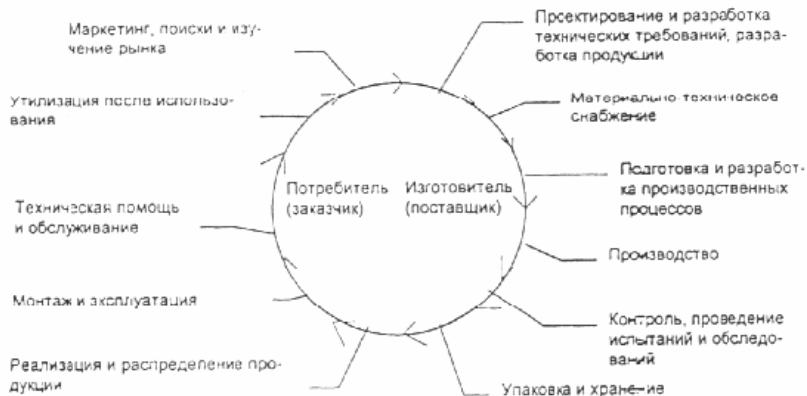 Маркетинг, поиски и изу-
чение рынка
Проектирование и разработка
технических требований, разра-
ботка продукции
Материально-техническое
снабжение
Подготовка и разработ-
ка производственных
процессов
Производство
Контроль, проведение
испытаний и обследо-
ваний
Упаковка и хранение
Реализация и распределение про-
дукции
Монтаж и эксплуатация
Техническая помощь
и обслуживание
Утилизация после использо-
вания
Потребитель
(заказчик)
Изготовитель
(поставщик)